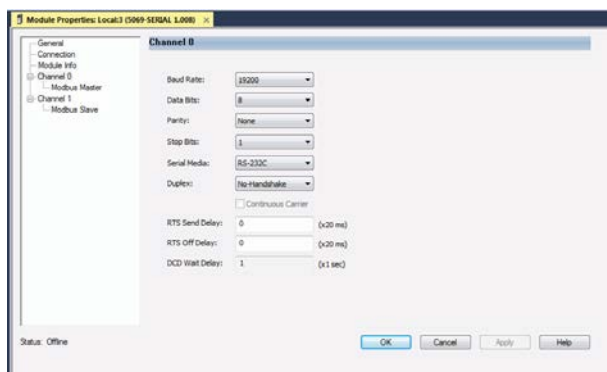 Module Properties: Local:3 (5069-SERIAL 1.008) ×
General
Connection
Module Info
Channel 0
Modbus Master
Channel 1
Modbus Slave
Channel 0
Baud Rate: 19200
Data Bits: 8
Parity: None
Stop Bits: 1
Serial Media: RS-232C
Duplex: No-Handshake
Continuous Carrier
RTS Send Delay: 0 (x20 ms)
RTS Off Delay: 0 (x20 ms)
DCD Wait Delay: 1 (x1 sec)
Status: Offline
OK Cancel Apply Help